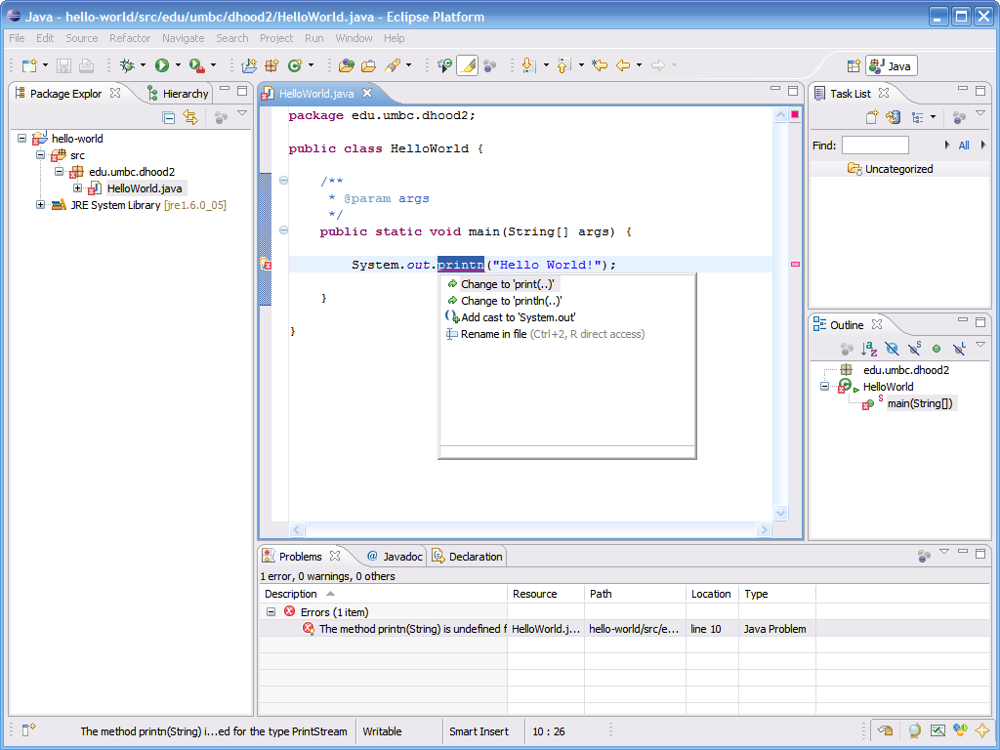 Java - hello-world/src/edu/umbc/dhood2/HelloWorld.java - Eclipse Platform
File Edit Source Refactor Navigate Search Project Run Window Help
Java
Package Explor
Hierarchy
hello-world
src
edu.umbc.dhood2
HelloWorld.java
JRE System Library [jre1.6.0_05]
HelloWorld.java
package edu.umbc.dhood2;
public class HelloWorld {
/**
* @param args
*/
public static void main(String[] args) {
System.out.printn("Hello World!");
}
}
Change to 'print(..)'
Change to 'println(..)'
Add cast to 'System.out'
Rename in file (Ctrl+2, R direct access)
Task List
Find: All
Uncategorized
Outline
edu.umbc.dhood2
HelloWorld
main(String[])
Problems @ Javadoc Declaration
1 error, 0 warnings, 0 others
Description Resource Path Location Type
Errors (1 item)
The method printn(String) is undefined f HelloWorld.j... hello-world/src/e... line 10 Java Problem
The method printn(String) i...ed for the type PrintStream Writable Smart Insert 10 : 26